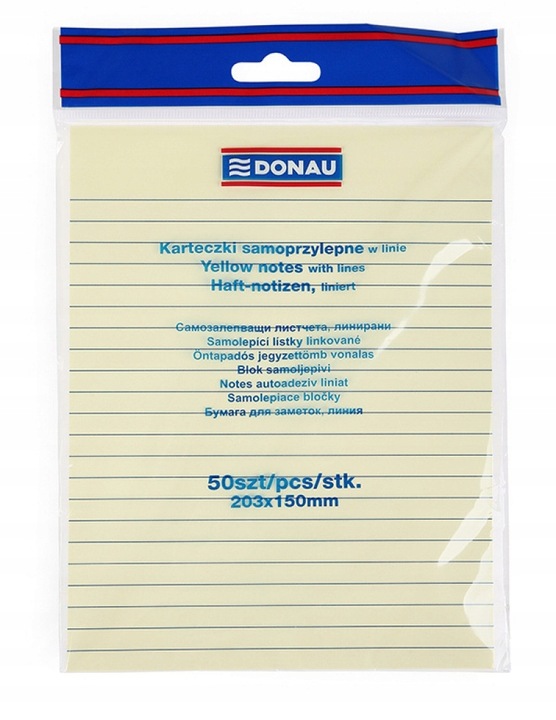 DONAU
Karteczki samoprzylepne w linie
Yellow notes with lines
Haft-notizen, liniert
Самозалепващи листчета, линирани
Samolepící lístky linkované
Öntapadós jegyzettömb vonalas
Blok samoljepivi
Notes autoadeziv liniat
Samolepiace bločky
Бумага для заметок, линия
50szt/pcs/stk.
203x150mm